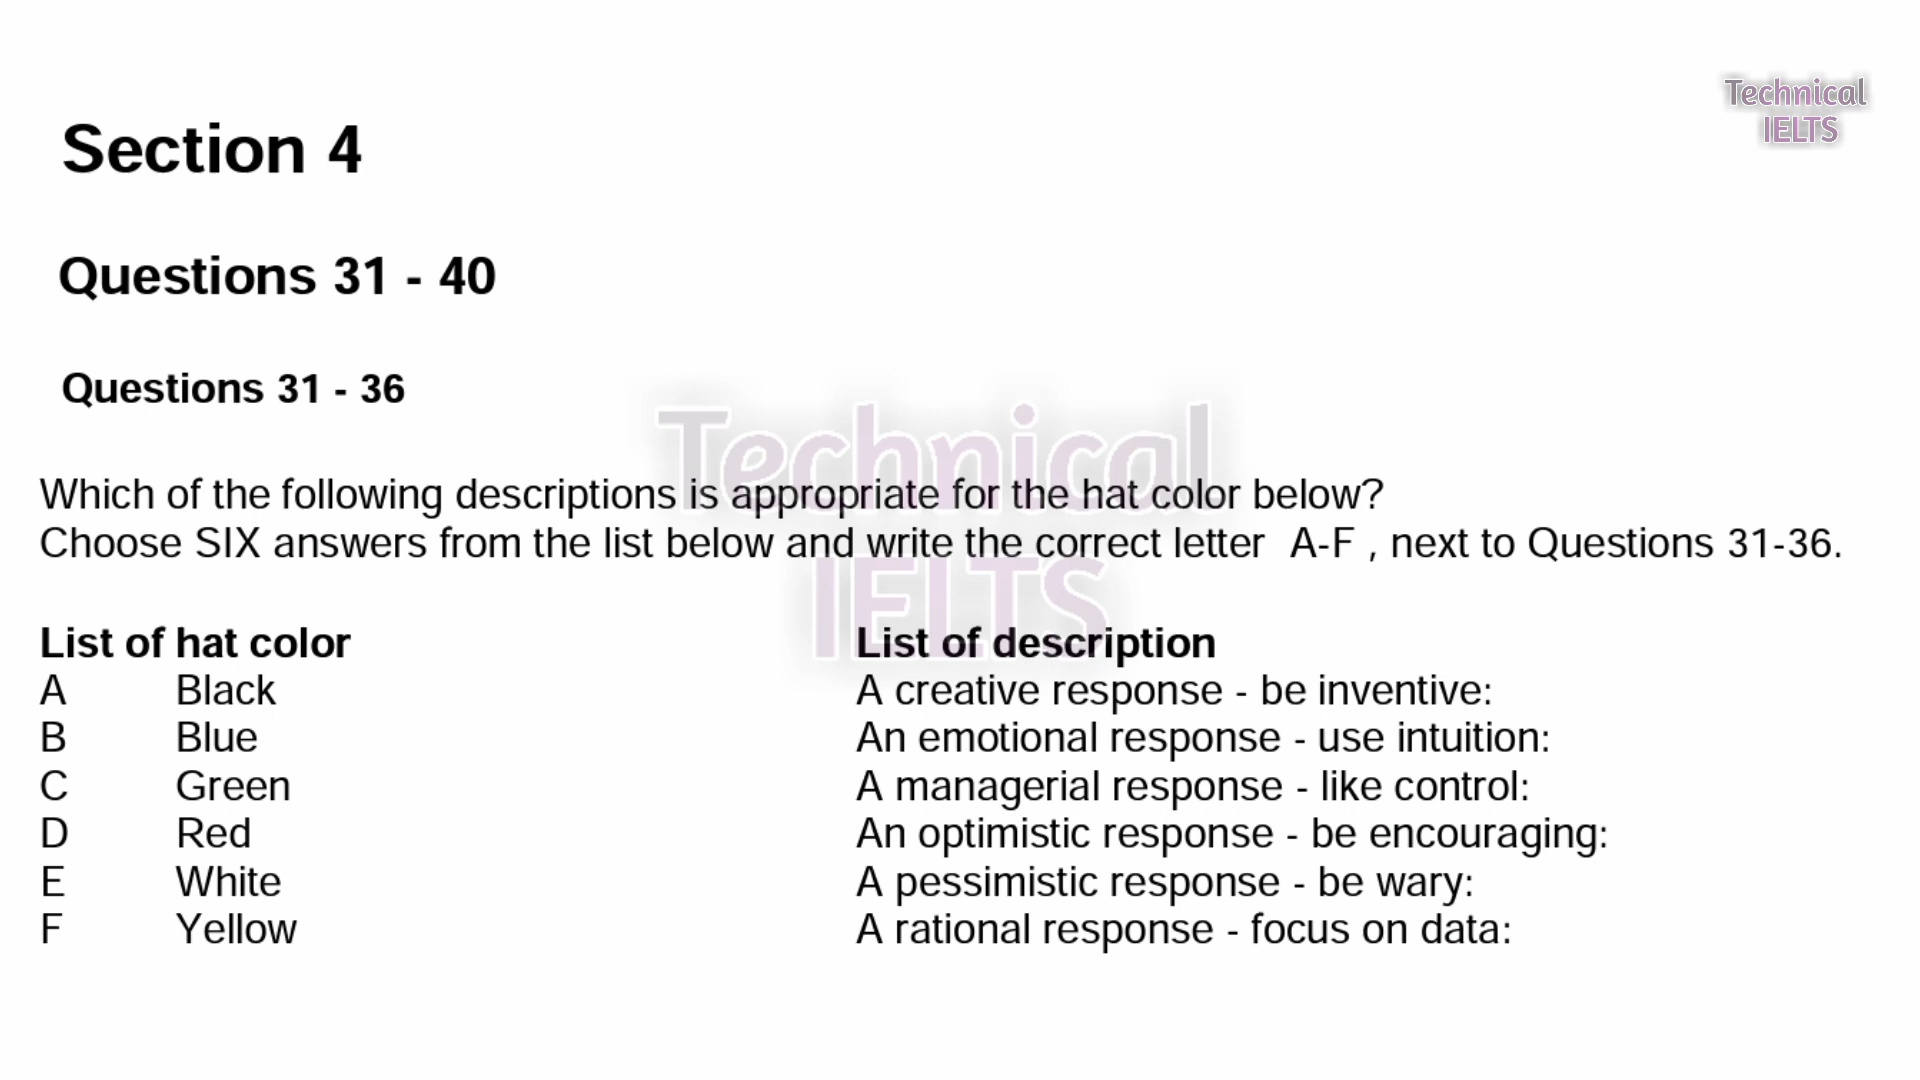 Technical
IELTS
Section 4
Questions 31 - 40
Questions 31 - 36
Technical
IELTS
Which of the following descriptions is appropriate for the hat color below?
Choose SIX answers from the list below and write the correct letter  A-F , next to Questions 31-36.
List of hat color
A Black
B Blue
C Green
D Red
E White
F Yellow
List of description
A creative response - be inventive:
An emotional response - use intuition:
A managerial response - like control:
An optimistic response - be encouraging:
A pessimistic response - be wary:
A rational response - focus on data: